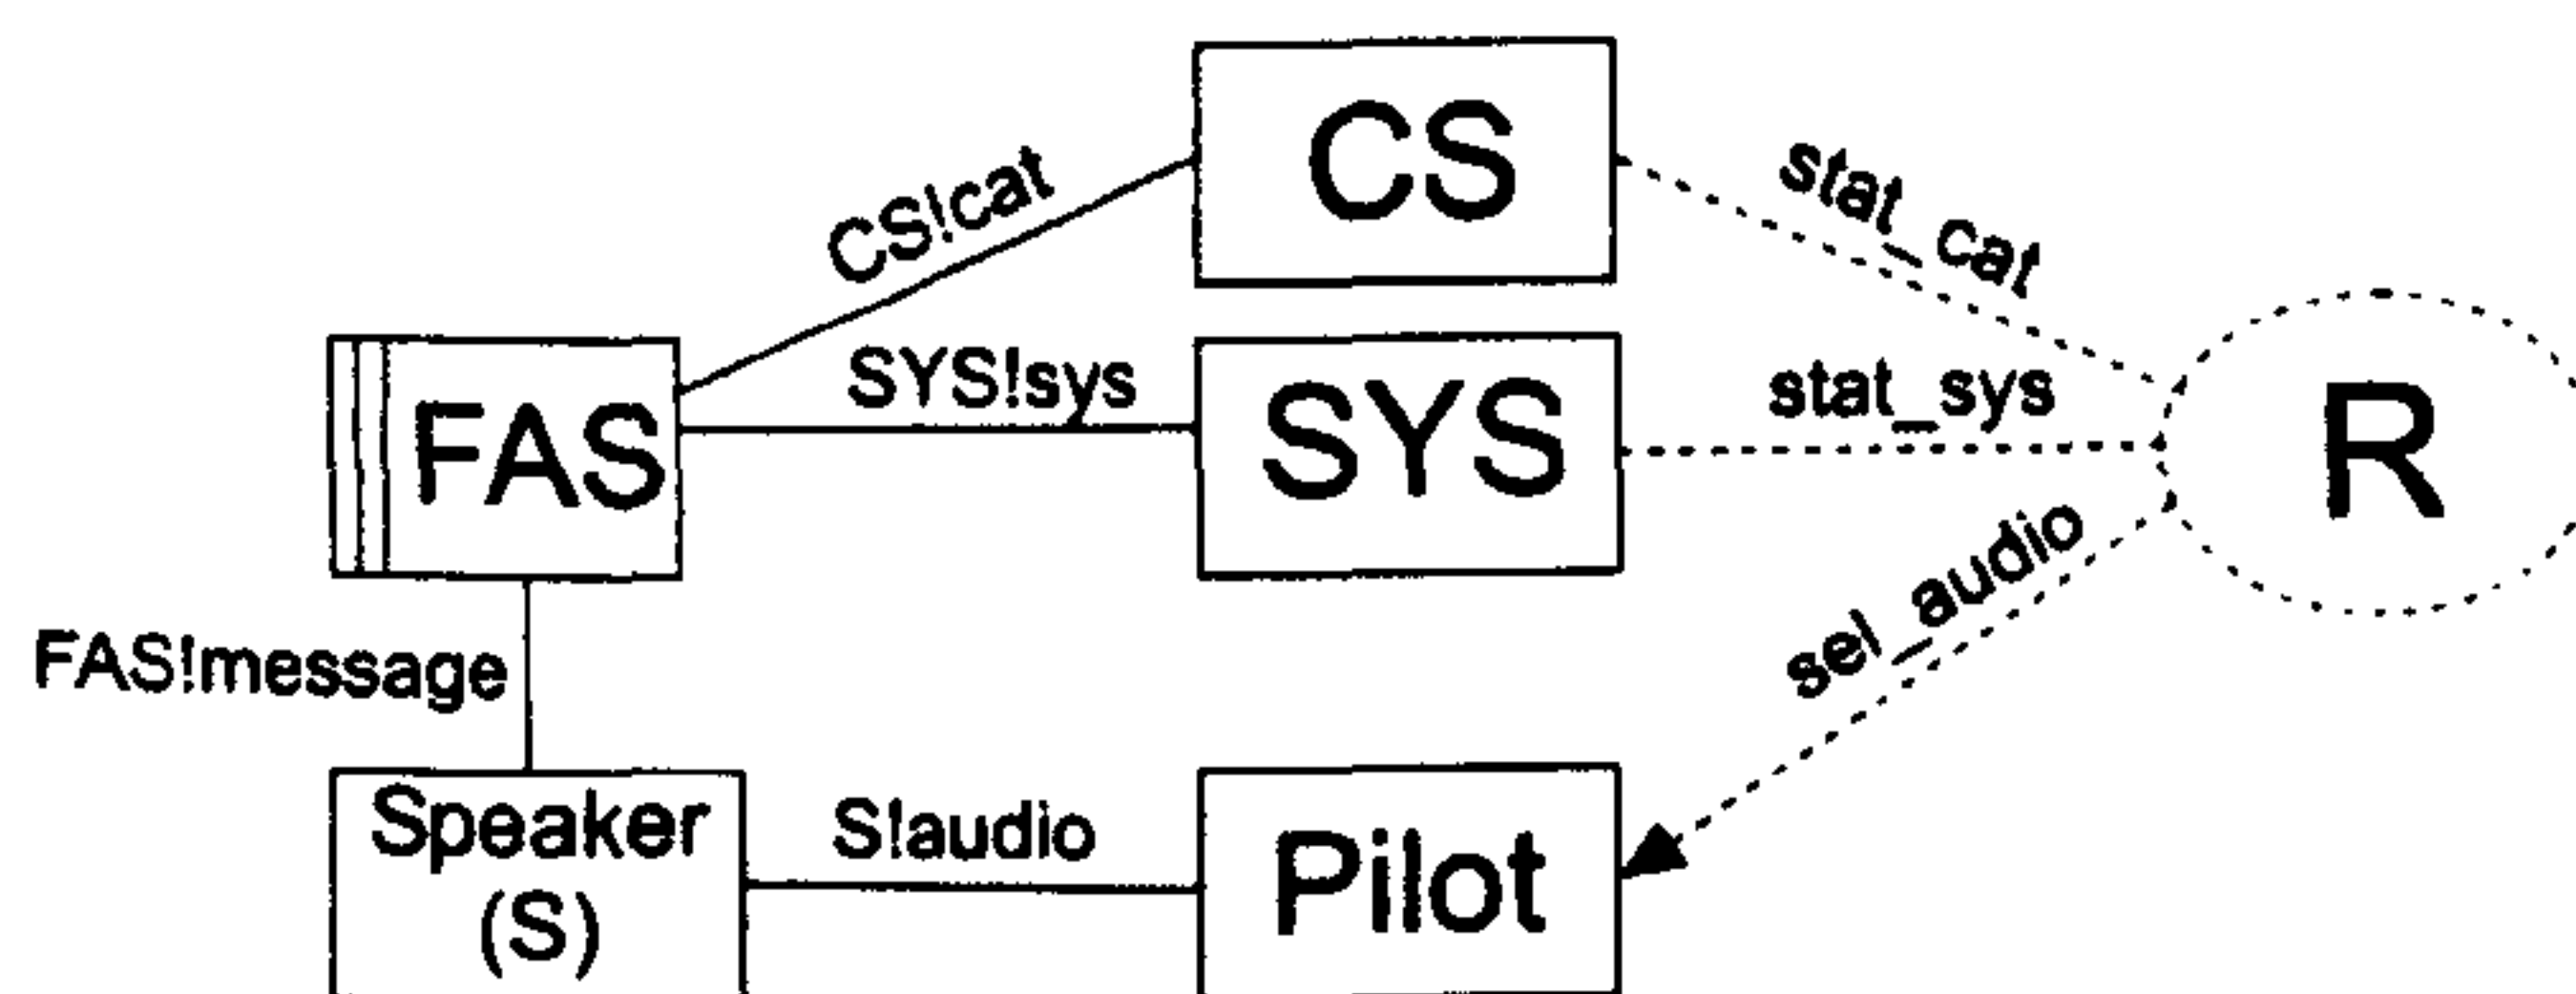 CS
CS!cat
stat_cat
FAS
SYS!sys
SYS
stat_sys
R
sel_audio
FAS!message
Speaker
(S)
S!audio
Pilot